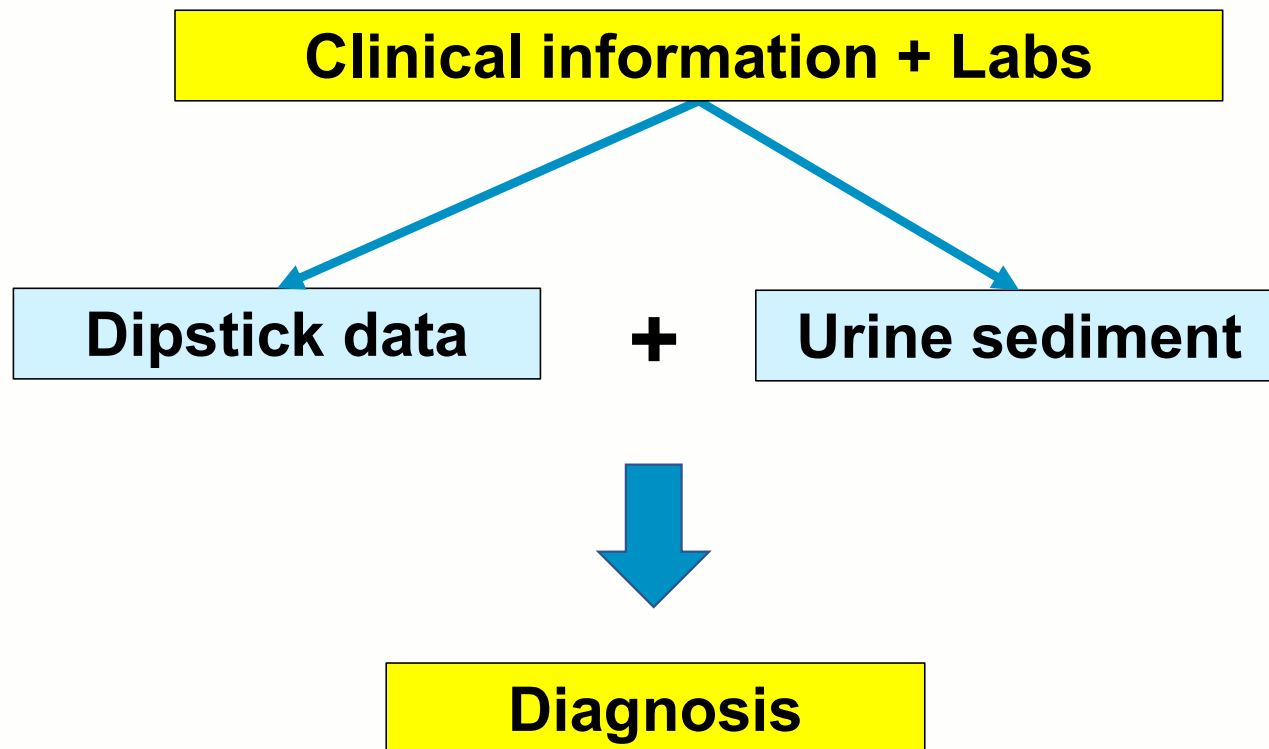 Clinical information + Labs
Dipstick data + Urine sediment
Diagnosis